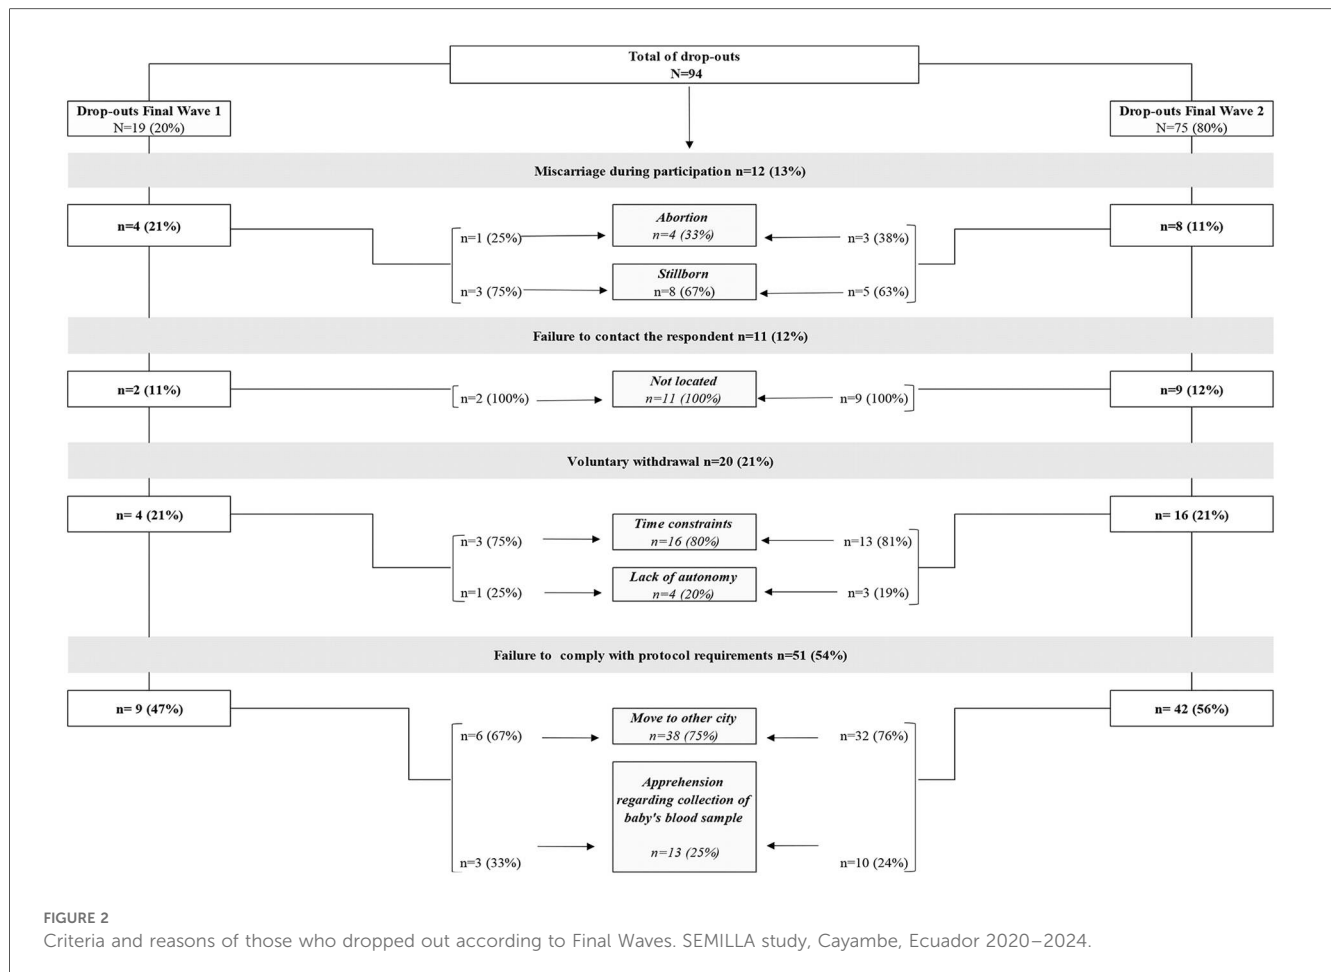 Total of drop-outs
N=94
Drop-outs Final Wave 1
N=19 (20%)
Drop-outs Final Wave 2
N=75 (80%)
Miscarriage during participation n=12 (13%)
n=4 (21%)
n=1 (25%)
Abortion
n=4 (33%)
n=3 (38%)
n=8 (11%)
n=3 (75%)
Stillborn
n=8 (67%)
n=5 (63%)
Failure to contact the respondent n=11 (12%)
n=2 (11%)
n=2 (100%)
Not located
n=11 (100%)
n=9 (100%)
n=9 (12%)
Voluntary withdrawal n=20 (21%)
n= 4 (21%)
n=3 (75%)
Time constraints
n=16 (80%)
n=13 (81%)
n= 16 (21%)
n=1 (25%)
Lack of autonomy
n=4 (20%)
n=3 (19%)
Failure to comply with protocol requirements n=51 (54%)
n= 9 (47%)
n=6 (67%)
Move to other city
n=38 (75%)
n=32 (76%)
n= 42 (56%)
n=3 (33%)
Apprehension
regarding collection of
baby's blood sample
n=13 (25%)
n=10 (24%)
FIGURE 2
Criteria and reasons of those who dropped out according to Final Waves. SEMILLA study, Cayambe, Ecuador 2020–2024.